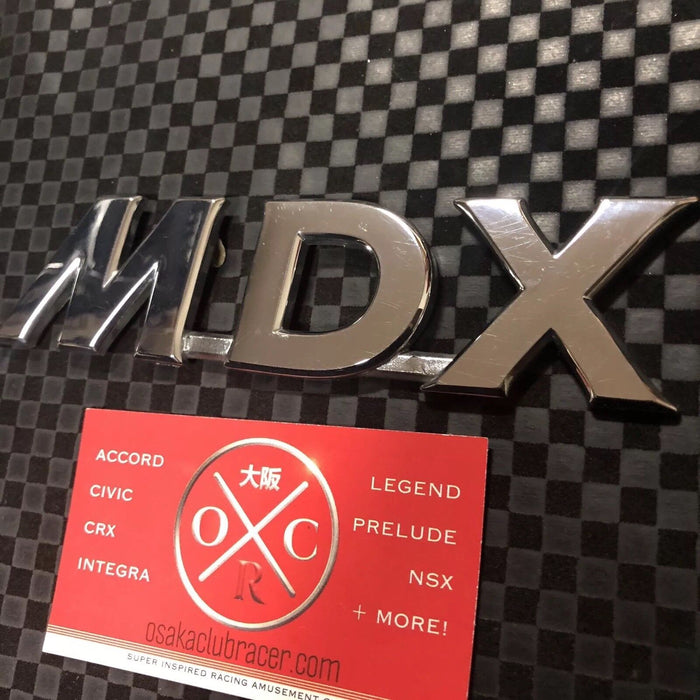 MDX
ACCORD
CIVIC
CRX
INTEGRA
大阪
O C
R
LEGEND
PRELUDE
NSX
+ MORE!
osakaclubracer.com
SUPER INSPIRED RACING AMUSEMENT